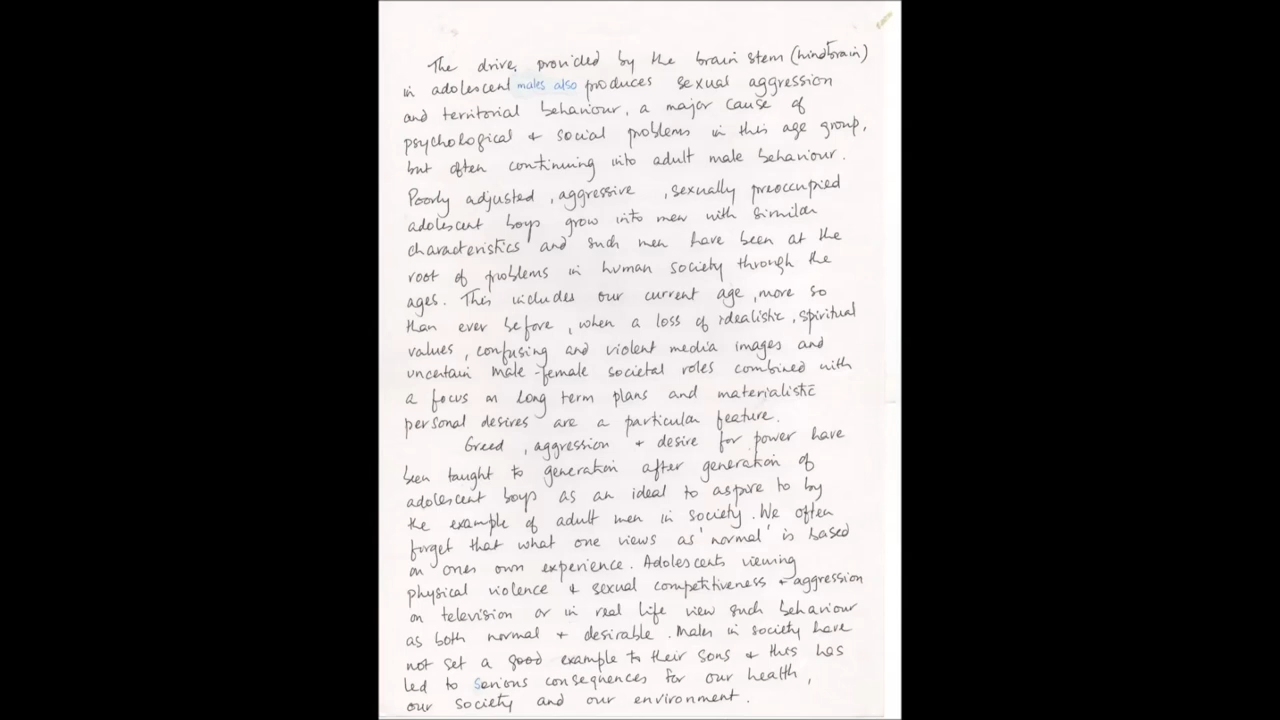 The drive, provided by the brain stem (hindbrain)
in adolescent males also produces sexual aggression
and territorial behaviour, a major cause of
psychological + social problems in this age group,
but often continuing into adult male behaviour.
Poorly adjusted, aggressive, sexually preoccupied
adolescent boys grow into men with similar
characteristics and such men have been at the
root of problems in human society through the
ages. This includes our current age, more so
than ever before, when a loss of idealistic, spiritual
values, confusing and violent media images and
uncertain male-female societal roles combined with
a focus on long term plans and materialistic
personal desires are a particular feature.
Greed, aggression + desire for power have
been taught to generation after generation of
adolescent boys as an ideal to aspire to by
the example of adult men in society. We often
forget that what one views as 'normal' is based
on ones own experience. Adolescents viewing
physical violence & sexual competitiveness + aggression
on television or in real life view such behaviour
as both normal + desirable. Males in society have
not set a good example to their sons + this has
led to serious consequences for our health,
our society and our environment.